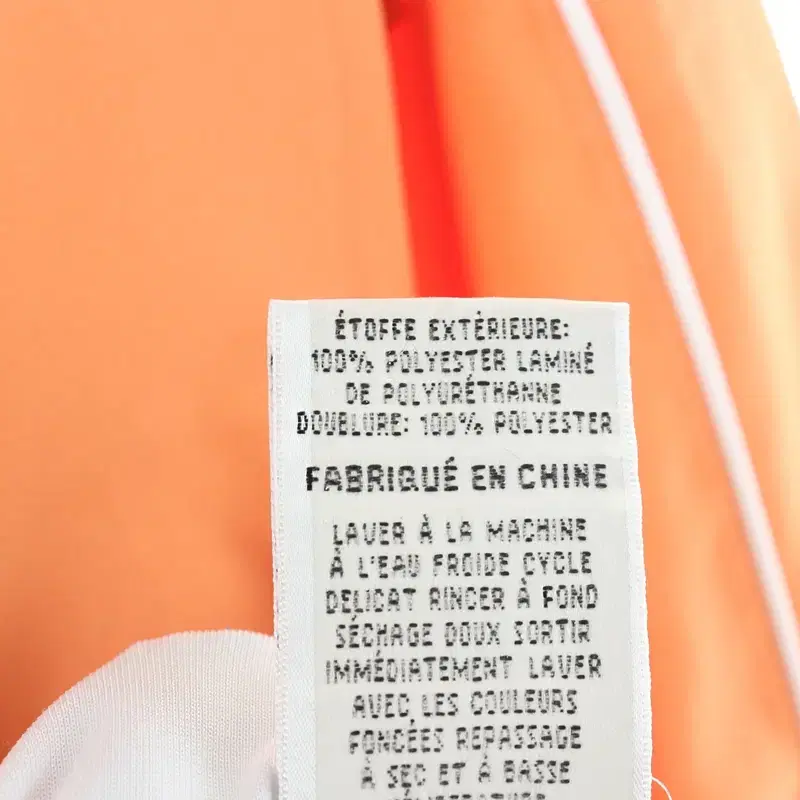 ÉTOFFE EXTÈRIEURE:
100% POLYESTER LAMINÉ
DE POLYURÉTHANNE
DOUBLURE: 100% POLYESTER
FABRIQUÉ EN CHINE
LAVER À LA MACHINE
À L'EAU FROIDE CYCLE
DELICAT RINCER À FOND
SÉCHAGE DOUX SORTIR
IMMÉDIATEMENT LAVER
AVEC LES COULEURS
FONCÉES REPASSAGE
À SEC ET À BASSE